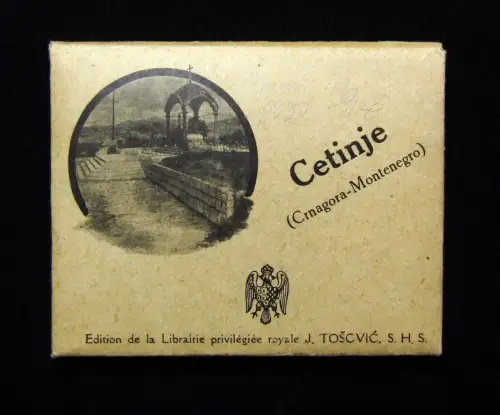 Cetinje
(Crnagora-Montenegro)
Edition de la Librairie privilégiée royale J. TOŠCVIĆ, S. H. S.